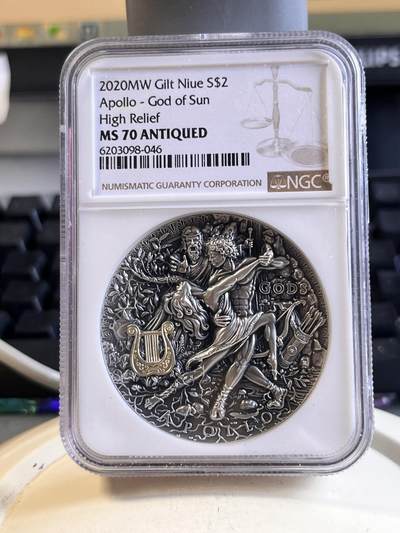 2020MW Gilt Niue S$2
Apollo - God of Sun
High Relief
MS 70 ANTIQUED
6203098-046
NUMISMATIC GUARANTY CORPORATION
NGC
GODS
APOLLO